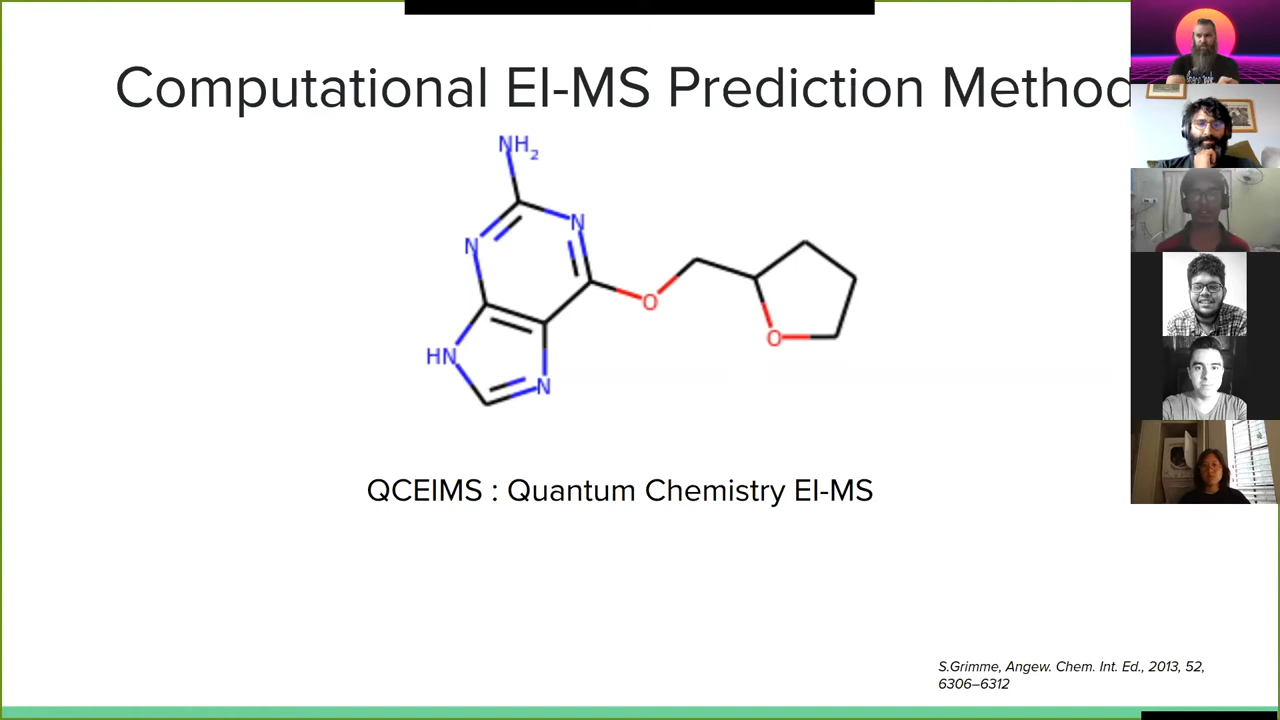 Computational EI-MS Prediction Method
NH2
N
N
O
O
HN
N
QCEIMS : Quantum Chemistry EI-MS
S.Grimme, Angew. Chem. Int. Ed., 2013, 52,
6306–6312